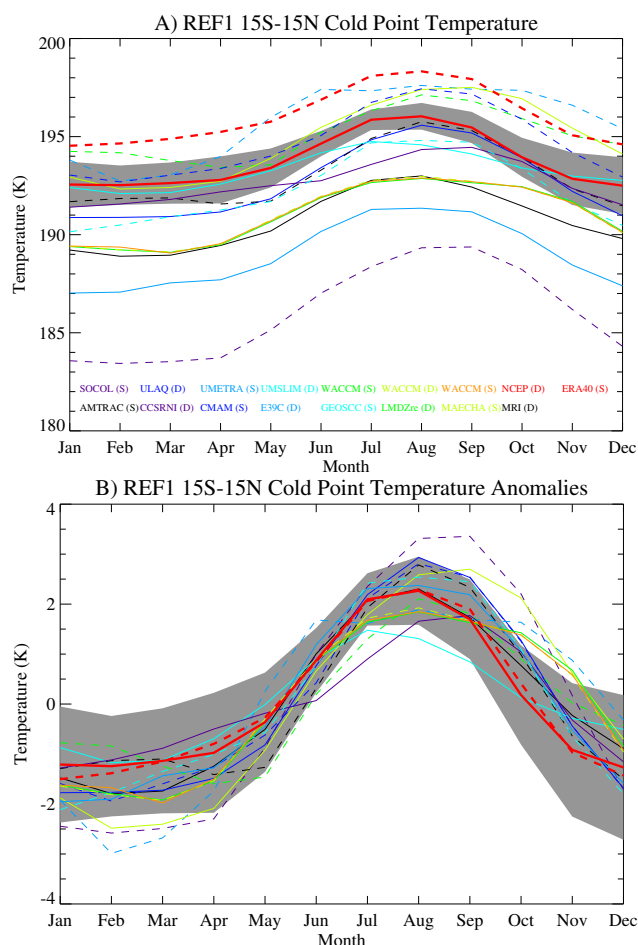 A) REF1 15S-15N Cold Point Temperature
200
195
190
185
180
Temperature (K)
SOCOL (S) ULAQ (D) UMETRA (S) UMSLIM (D) WACCM (S) WACCM (D) WACCM (S) NCEP (D) ERA40 (S)
AMTRAC (S) CCSRNI (D) CMAM (S) E39C (D) GEOSCC (S) LMDZre (D) MAECHA (S) MRI (D)
Jan Feb Mar Apr May Jun Jul Aug Sep Oct Nov Dec
Month
B) REF1 15S-15N Cold Point Temperature Anomalies
4
2
0
-2
-4
Temperature (K)
Jan Feb Mar Apr May Jun Jul Aug Sep Oct Nov Dec
Month